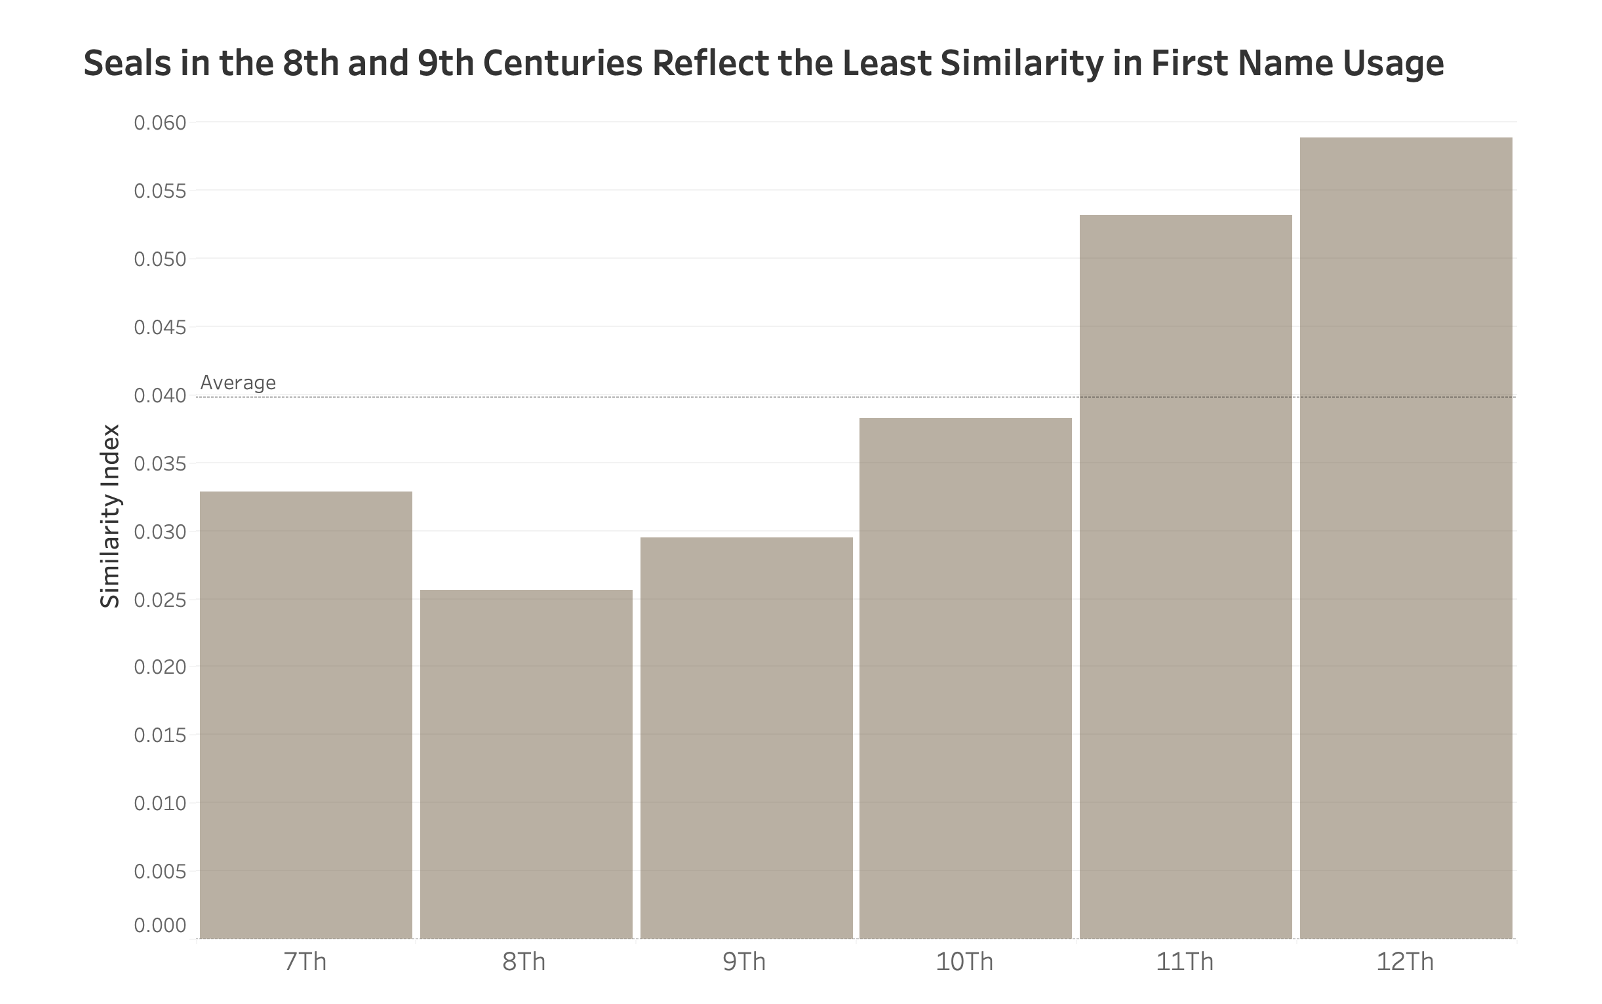 Seals in the 8th and 9th Centuries Reflect the Least Similarity in First Name Usage
0.060
0.055
0.050
0.045
Average
0.040
0.035
0.030
0.025
0.020
0.015
0.010
0.005
0.000
Similarity Index
7Th
8Th
9Th
10Th
11Th
12Th